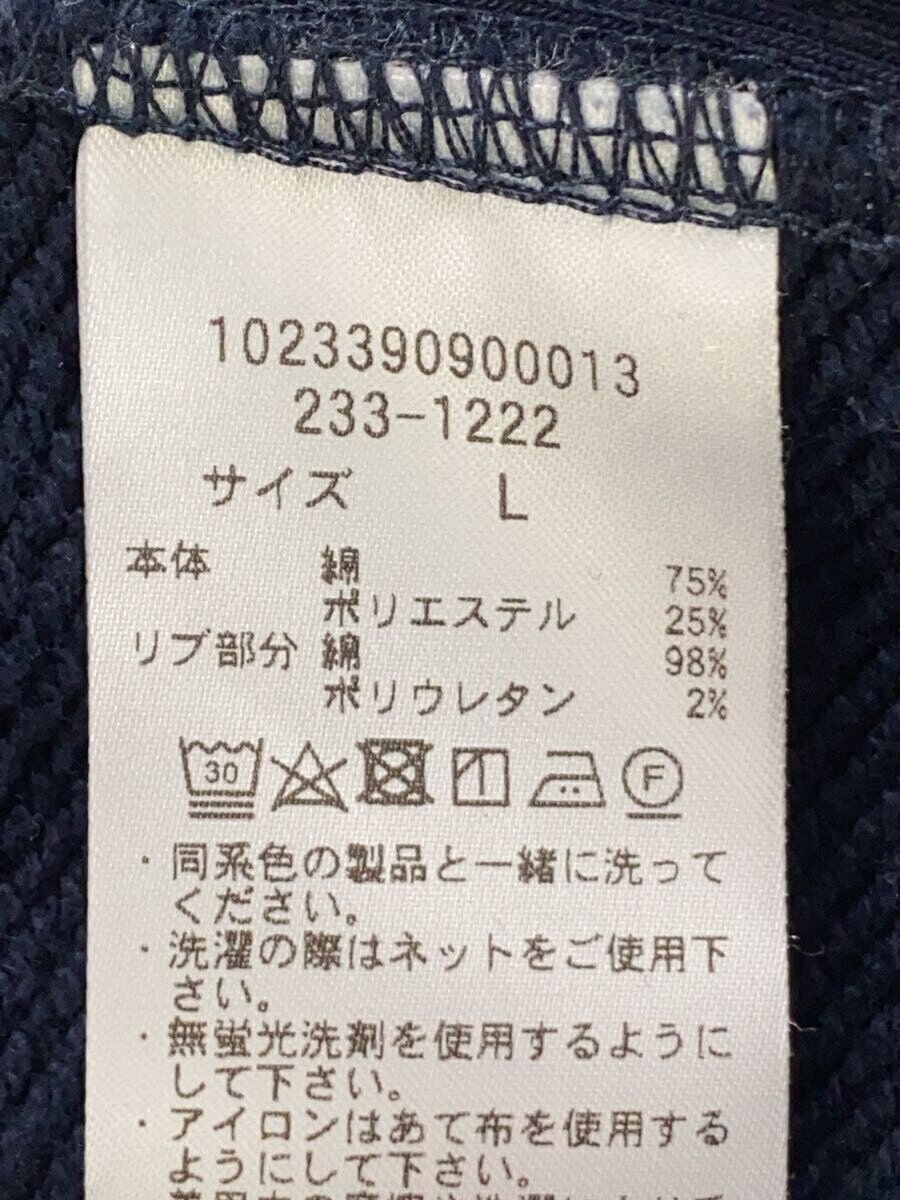 1023390900013
233-1222
サイズ L
本体 綿 75%
ポリエステル 25%
リブ部分 綿 98%
ポリウレタン 2%
30 F
・同系色の製品と一緒に洗って
ください。
・洗濯の際はネットをご使用下
さい。
・無蛍光洗剤を使用するように
して下さい。
・アイロンはあて布を使用する
ようにして下さい。